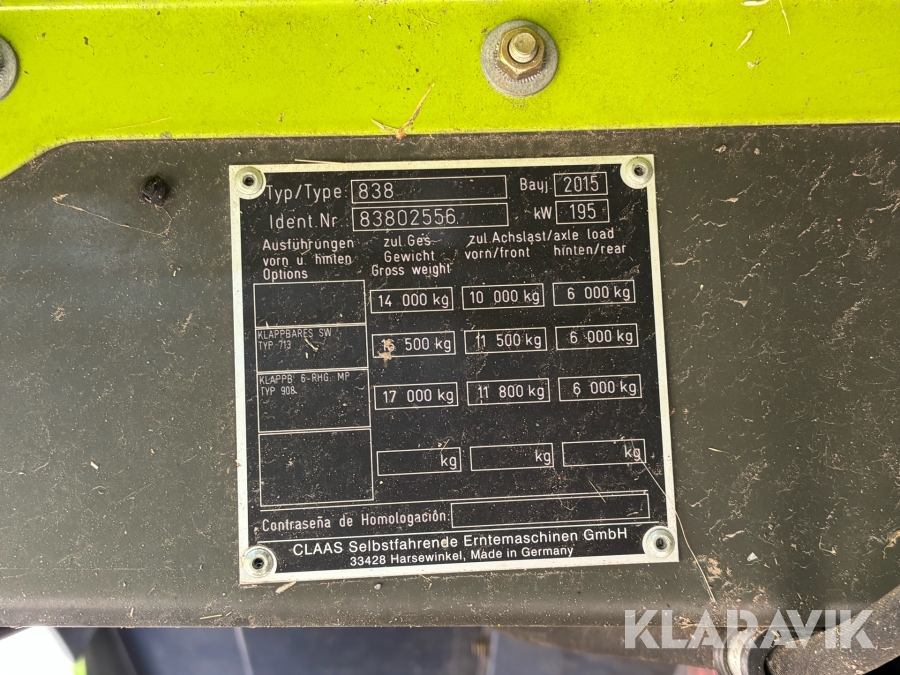 Typ/Type 838 Bauj. 2015
Ident.Nr. 83802556 kW 195
Ausführungen vorn u. hinten Options
zul.Ges. Gewicht Gross weight
zul.Achslast/axle load
vorn/front hinten/rear
14 000 kg 10 000 kg 6 000 kg
KLAPPBARES SW
TYP 713
500 kg 11 500 kg 6 000 kg
KLAPPB. 6-RHG. MP
TYP 908
17 000 kg 11 800 kg 6 000 kg
kg kg kg
Contraseña de Homologación:
CLAAS Selbstfahrende Erntemaschinen GmbH
33428 Harsewinkel, Made in Germany
KLARAVIK